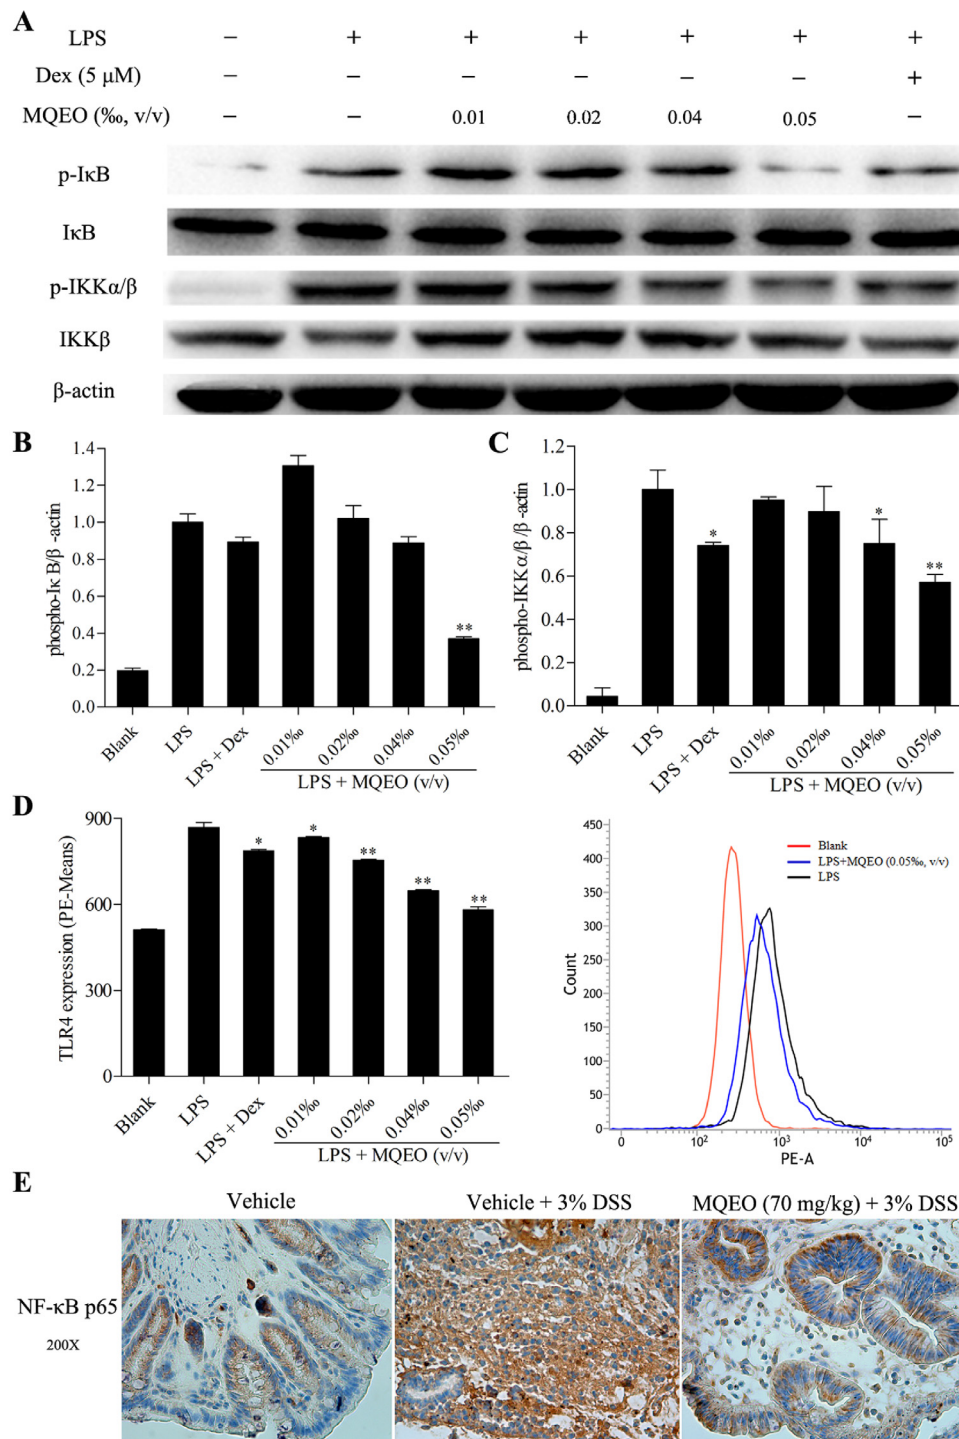 A
LPS – + + + + + +
Dex (5 μM) – – – – – – +
MQEO (‰, v/v) – – 0.01 0.02 0.04 0.05 –
p-IκB
IκB
p-IKKα/β
IKKβ
β-actin
B
phospho-Iκ B/β -actin
1.4
1.2
1.0
0.8
0.6
0.4
0.2
0.0
**
Blank LPS LPS + Dex 0.01‰ 0.02‰ 0.04‰ 0.05‰
LPS + MQEO (v/v)
C
phospho-IKKα/β /β -actin
1.2
1.0
0.8
0.6
0.4
0.2
0.0
* * **
Blank LPS LPS + Dex 0.01‰ 0.02‰ 0.04‰ 0.05‰
LPS + MQEO (v/v)
D
TLR4 expression (PE-Means)
900
600
300
0
* * ** ** **
Blank LPS LPS + Dex 0.01‰ 0.02‰ 0.04‰ 0.05‰
LPS + MQEO (v/v)
Count
450
400
350
300
250
200
150
100
50
0
Blank
LPS+MQEO (0.05‰, v/v)
LPS
0 10² 10³ 10⁴ 10⁵
PE-A
E
Vehicle Vehicle + 3% DSS MQEO (70 mg/kg) + 3% DSS
NF-κB p65
200X